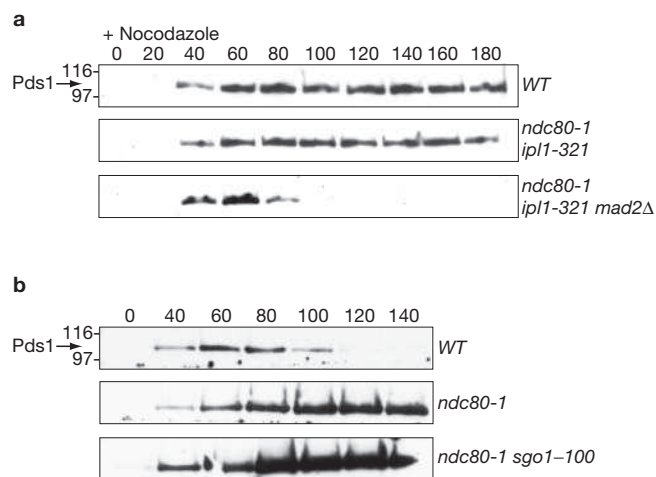 a
+ Nocodazole
0 20 40 60 80 100 120 140 160 180
116
Pds1
97
WT
ndc80-1
ipl1-321
ndc80-1
ipl1-321 mad2Δ
b
0 40 60 80 100 120 140
116
Pds1
97
WT
ndc80-1
ndc80-1 sgo1–100